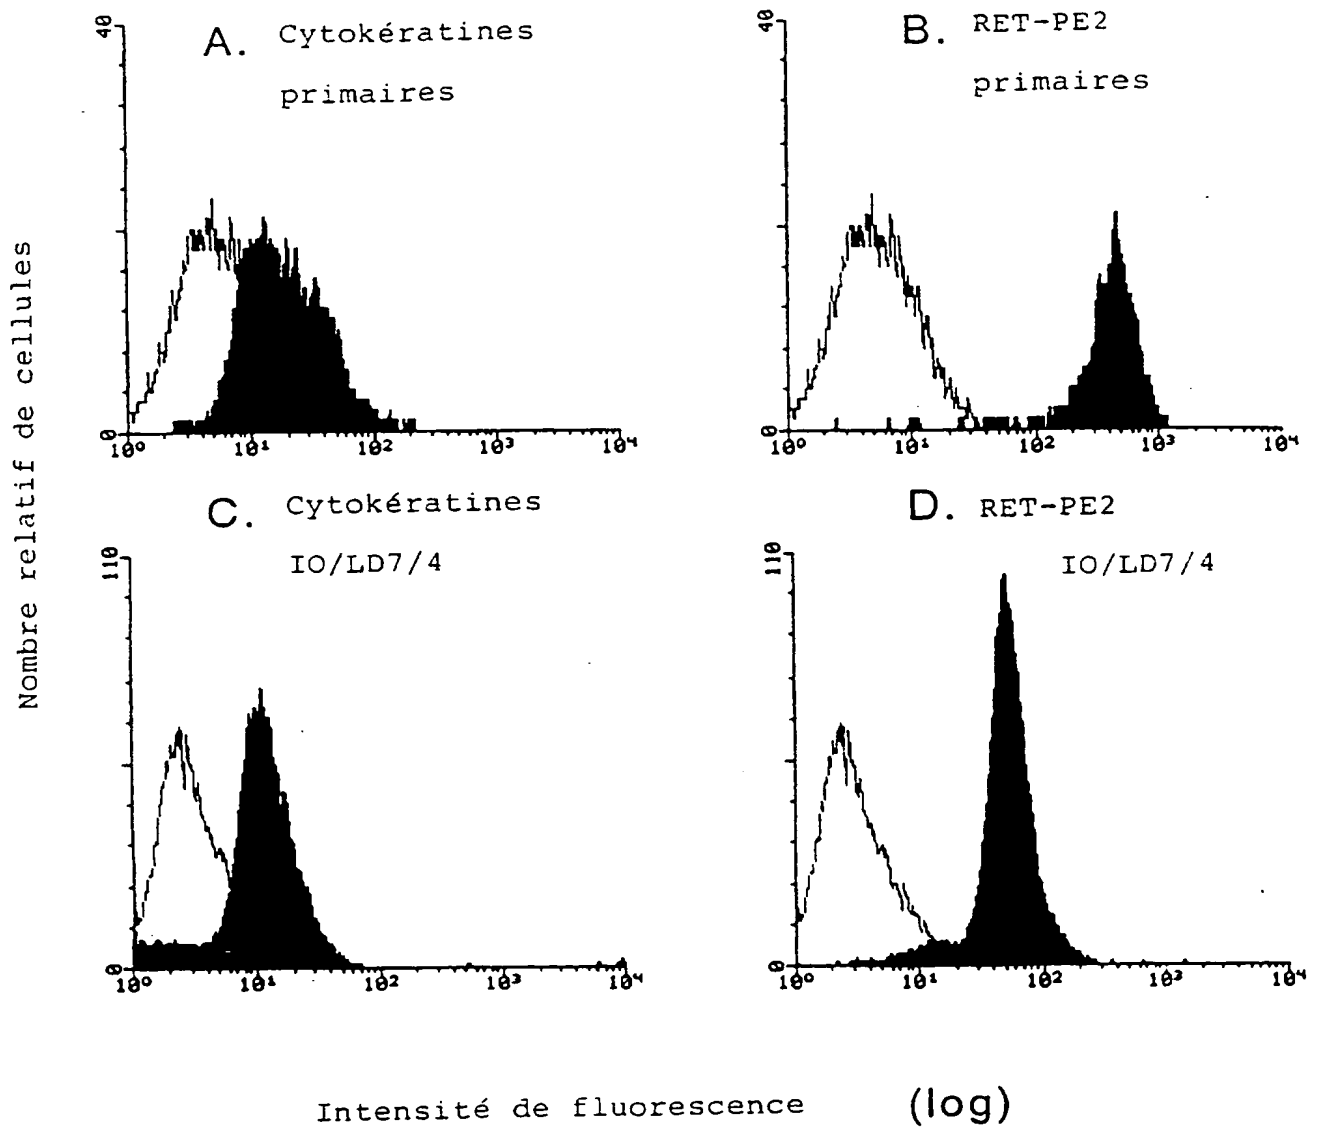 A. Cytokératines
primaires
40
0
10⁰ 10¹ 10² 10³ 10⁴
B. RET-PE2
primaires
40
0
10⁰ 10¹ 10² 10³ 10⁴
C. Cytokératines
IO/LD7/4
110
0
10⁰ 10¹ 10² 10³ 10⁴
D. RET-PE2
IO/LD7/4
110
0
10⁰ 10¹ 10² 10³ 10⁴
Nombre relatif de cellules
Intensité de fluorescence (log)